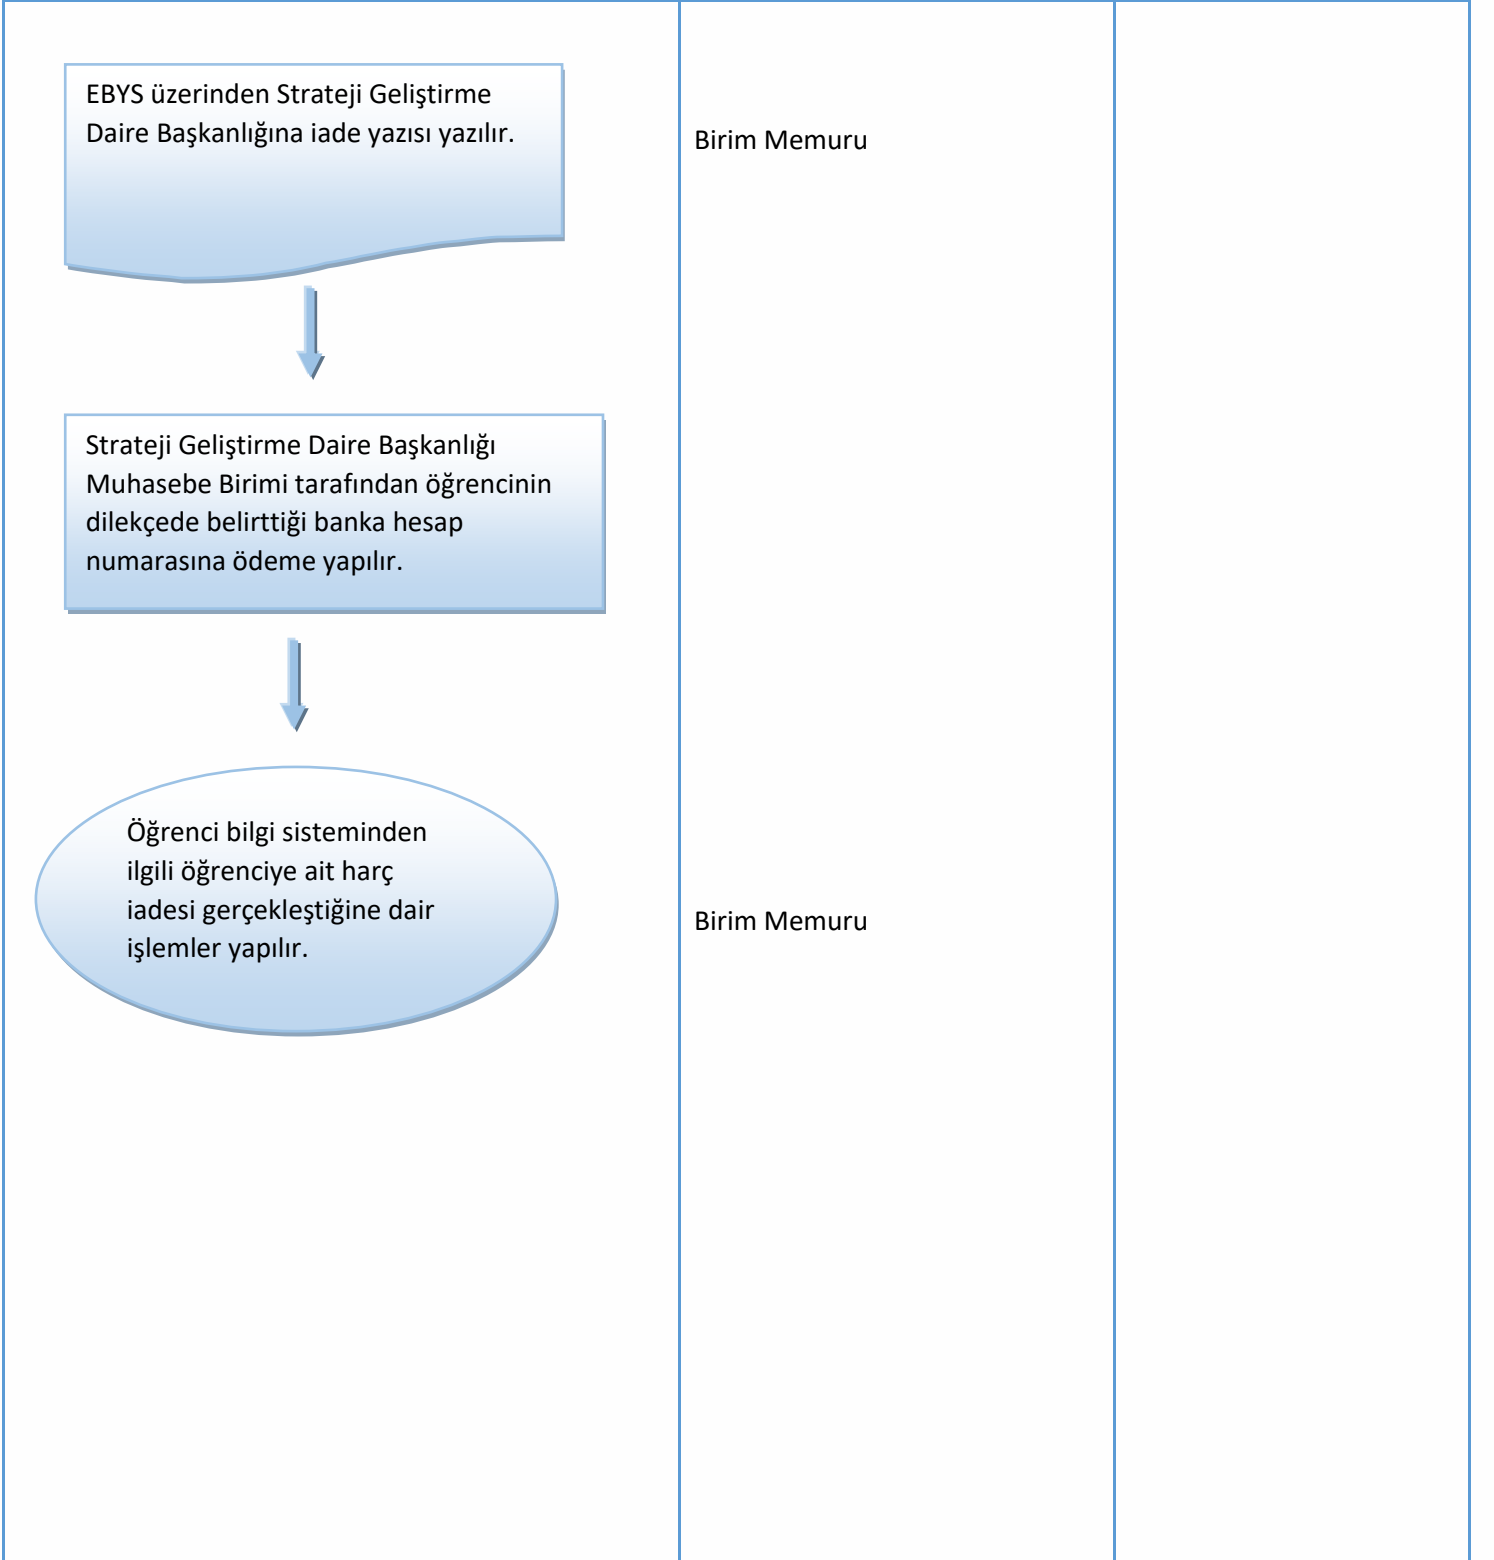 EBYS üzerinden Strateji Geliştirme
Daire Başkanlığına iade yazısı yazılır.
Birim Memuru
Strateji Geliştirme Daire Başkanlığı
Muhasebe Birimi tarafından öğrencinin
dilekçede belirttiği banka hesap
numarasına ödeme yapılır.
Öğrenci bilgi sisteminden
ilgili öğrenciye ait harç
iadesi gerçekleştiğine dair
işlemler yapılır.
Birim Memuru